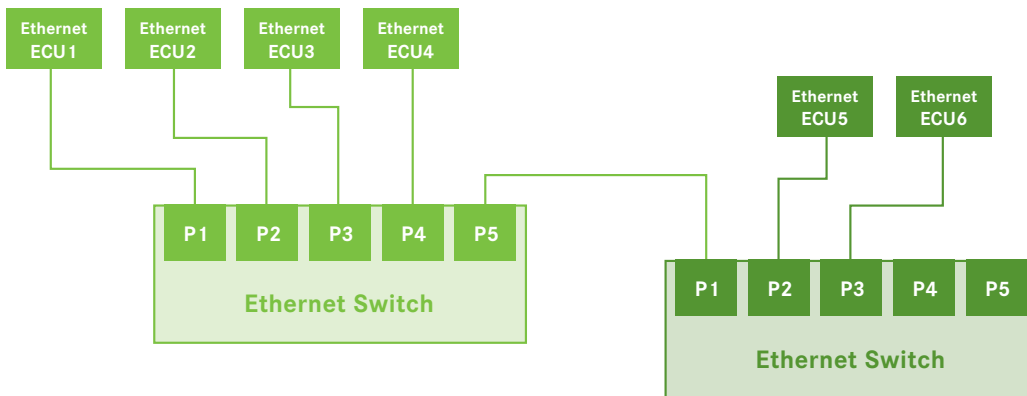 Ethernet
ECU1
Ethernet
ECU2
Ethernet
ECU3
Ethernet
ECU4
Ethernet
ECU5
Ethernet
ECU6
P1 P2 P3 P4 P5
Ethernet Switch
P1 P2 P3 P4 P5
Ethernet Switch